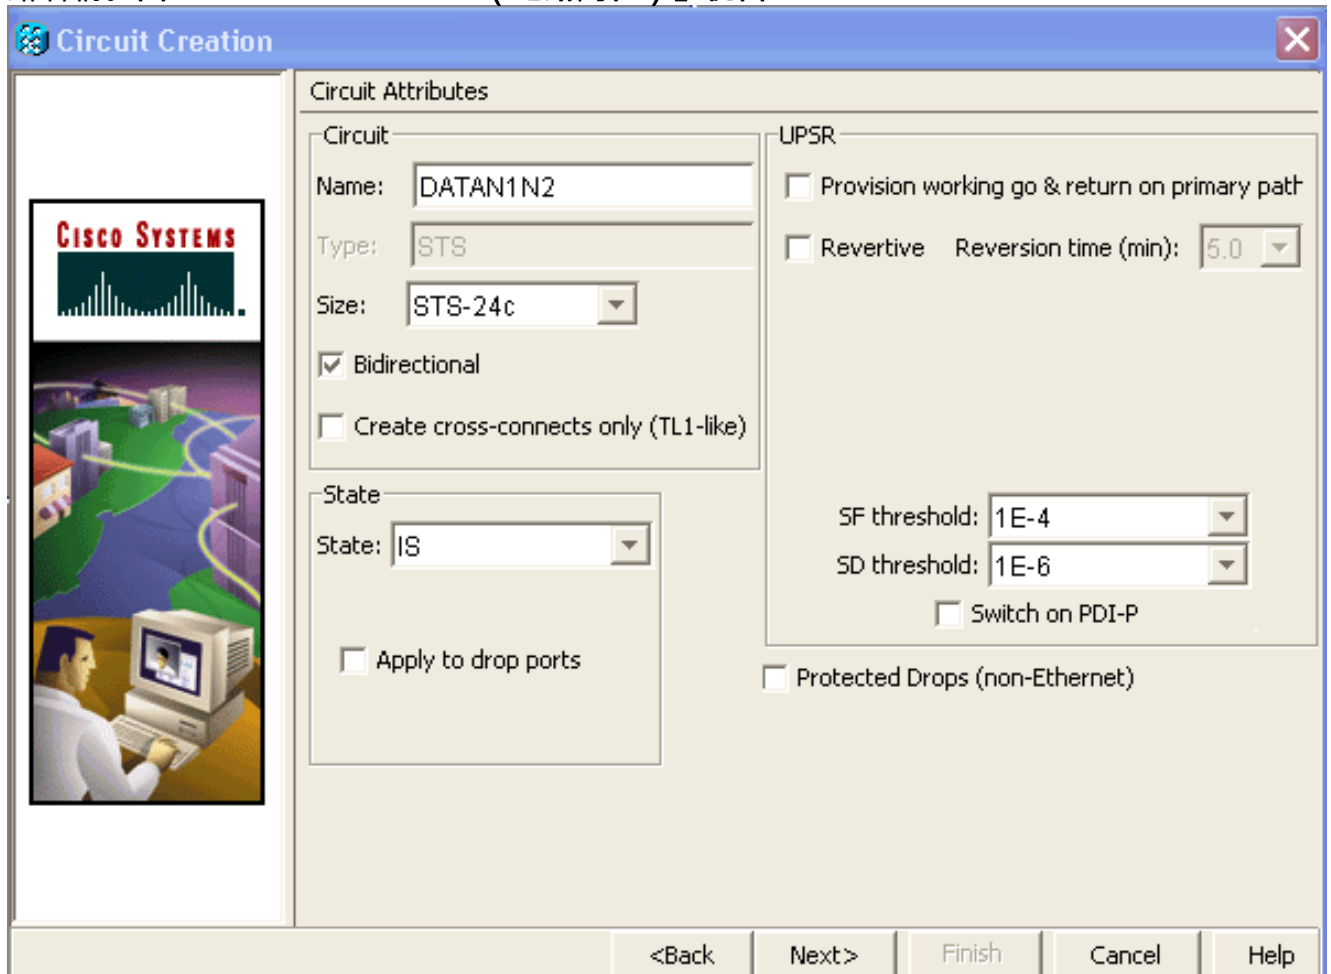 Circuit Creation
Circuit Attributes
CISCO SYSTEMS
Circuit
Name: DATAN1N2
Type: STS
Size: STS-24c
Bidirectional
Create cross-connects only (TL1-like)
State
State: IS
Apply to drop ports
UPSR
Provision working go & return on primary path
Revertive Reversion time (min): 5.0
SF threshold: 1E-4
SD threshold: 1E-6
Switch on PDI-P
Protected Drops (non-Ethernet)
<Back Next> Finish Cancel Help